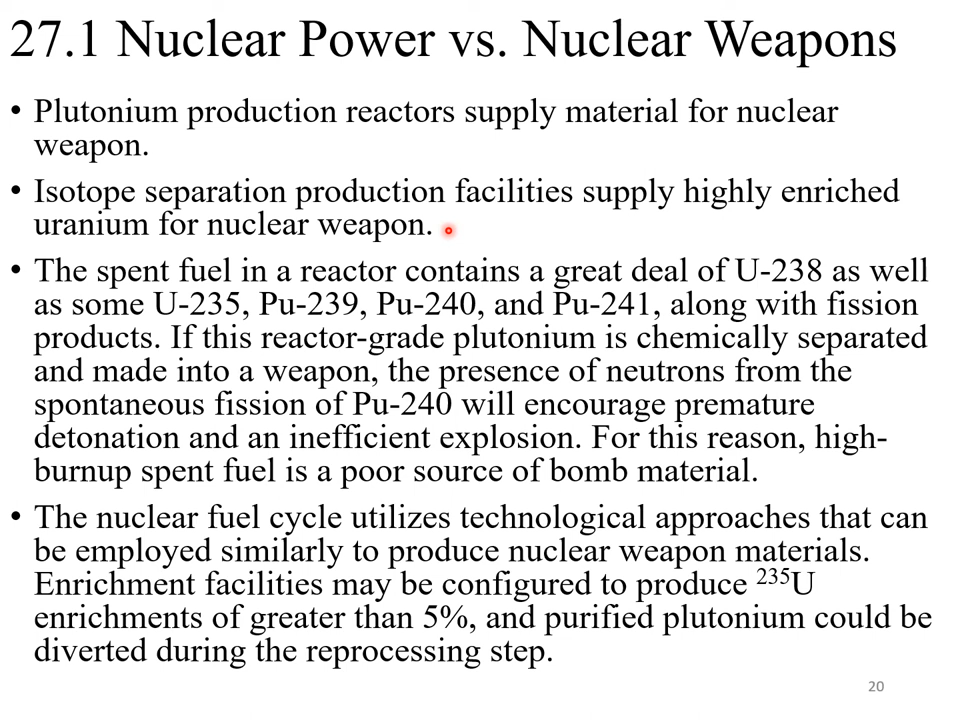 27.1 Nuclear Power vs. Nuclear Weapons
• Plutonium production reactors supply material for nuclear
weapon.
• Isotope separation production facilities supply highly enriched
uranium for nuclear weapon.
• The spent fuel in a reactor contains a great deal of U-238 as well
as some U-235, Pu-239, Pu-240, and Pu-241, along with fission
products. If this reactor-grade plutonium is chemically separated
and made into a weapon, the presence of neutrons from the
spontaneous fission of Pu-240 will encourage premature
detonation and an inefficient explosion. For this reason, high-
burnup spent fuel is a poor source of bomb material.
• The nuclear fuel cycle utilizes technological approaches that can
be employed similarly to produce nuclear weapon materials.
Enrichment facilities may be configured to produce ²³⁵U
enrichments of greater than 5%, and purified plutonium could be
diverted during the reprocessing step.
20